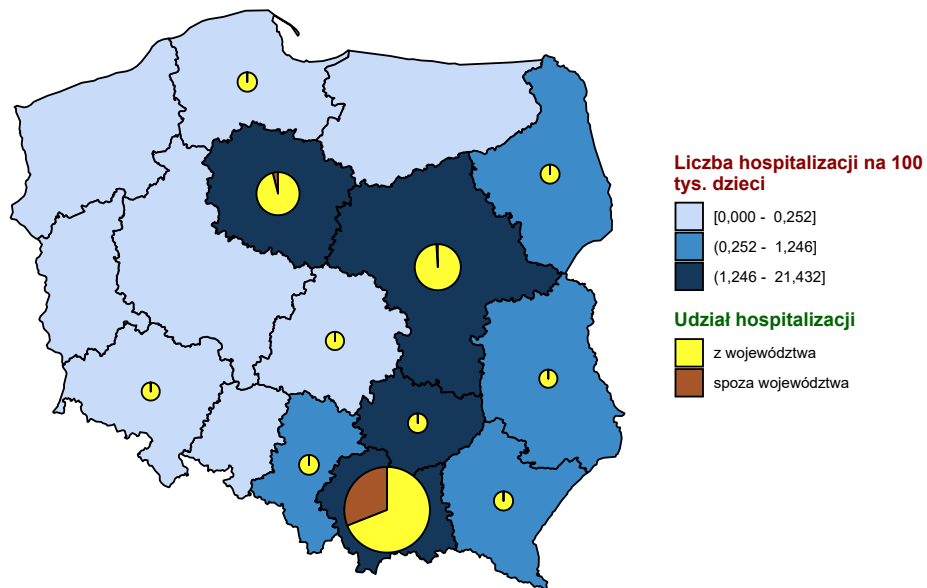 Liczba hospitalizacji na 100
tys. dzieci
[0,000 - 0,252]
(0,252 - 1,246]
(1,246 - 21,432]
Udział hospitalizacji
z województwa
spoza województwa